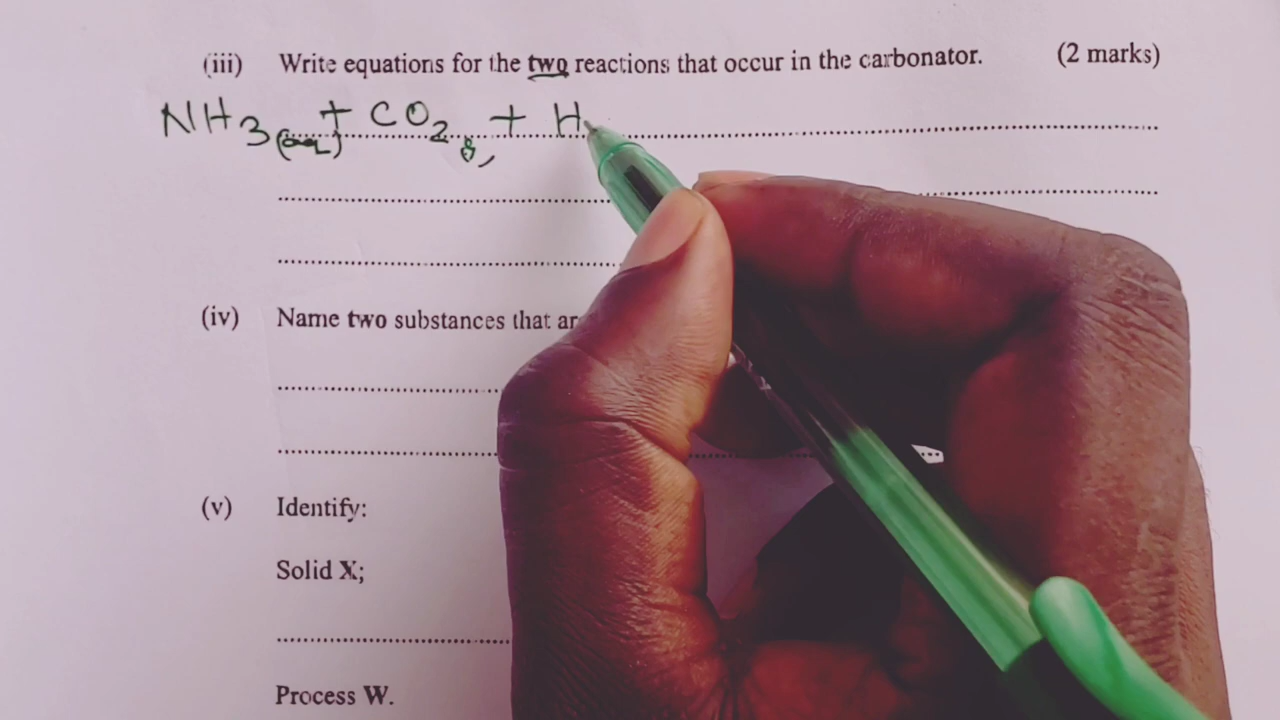 (iii) Write equations for the two reactions that occur in the carbonator. (2 marks)
NH3(aq) + CO2 g, + H
(iv) Name two substances that ar
(v) Identify:
Solid X;
Process W.